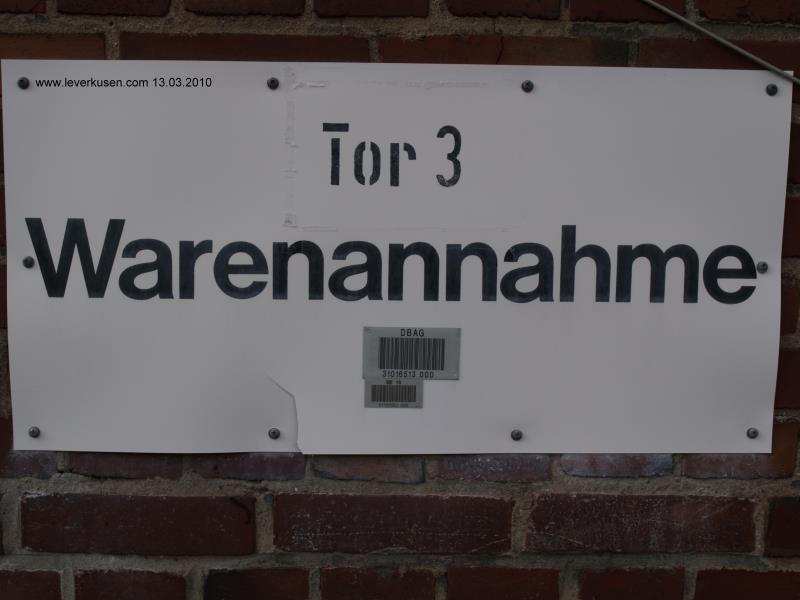 www.leverkusen.com 13.03.2010
Tor 3
Warenannahme
DBAG
31016513 000